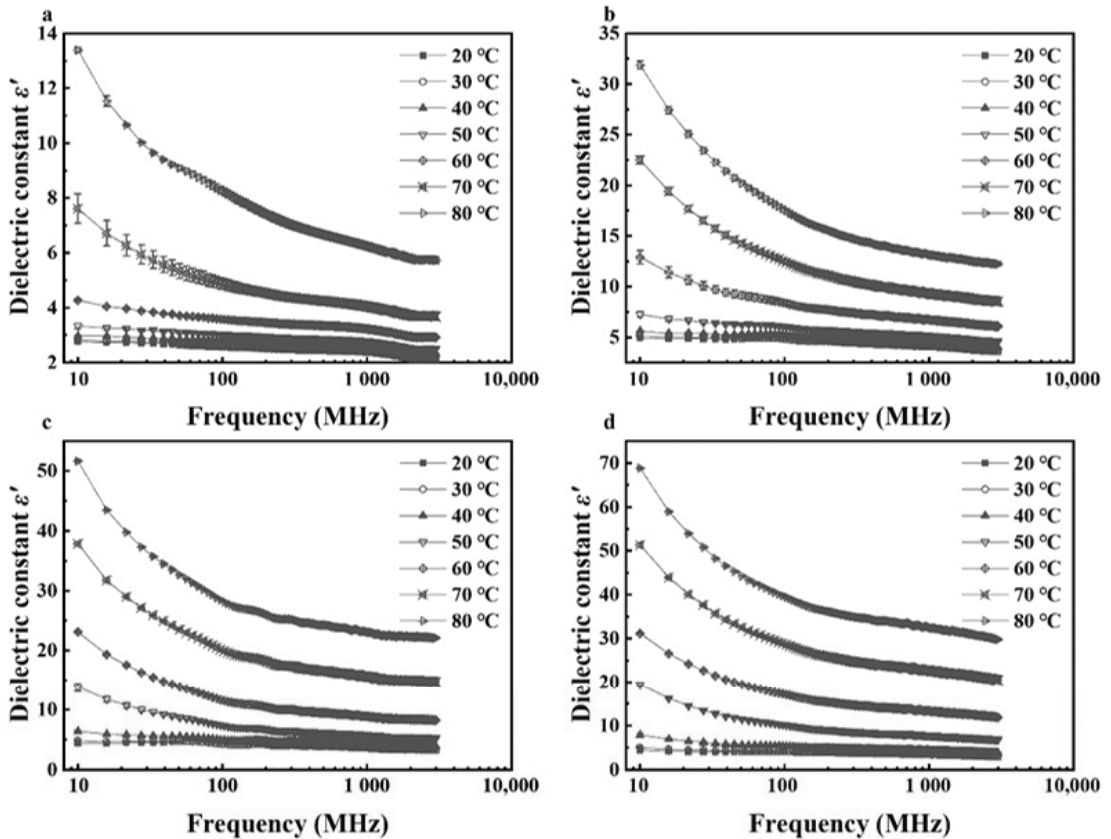 a
14
12
10
8
6
4
2
10
100
1 000
10,000
Dielectric constant ε′
Frequency (MHz)
20 °C
30 °C
40 °C
50 °C
60 °C
70 °C
80 °C
b
35
30
25
20
15
10
5
10
100
1 000
10,000
Dielectric constant ε′
Frequency (MHz)
20 °C
30 °C
40 °C
50 °C
60 °C
70 °C
80 °C
c
50
40
30
20
10
0
10
100
1 000
10,000
Dielectric constant ε′
Frequency (MHz)
20 °C
30 °C
40 °C
50 °C
60 °C
70 °C
80 °C
d
70
60
50
40
30
20
10
0
10
100
1 000
10,000
Dielectric constant ε′
Frequency (MHz)
20 °C
30 °C
40 °C
50 °C
60 °C
70 °C
80 °C